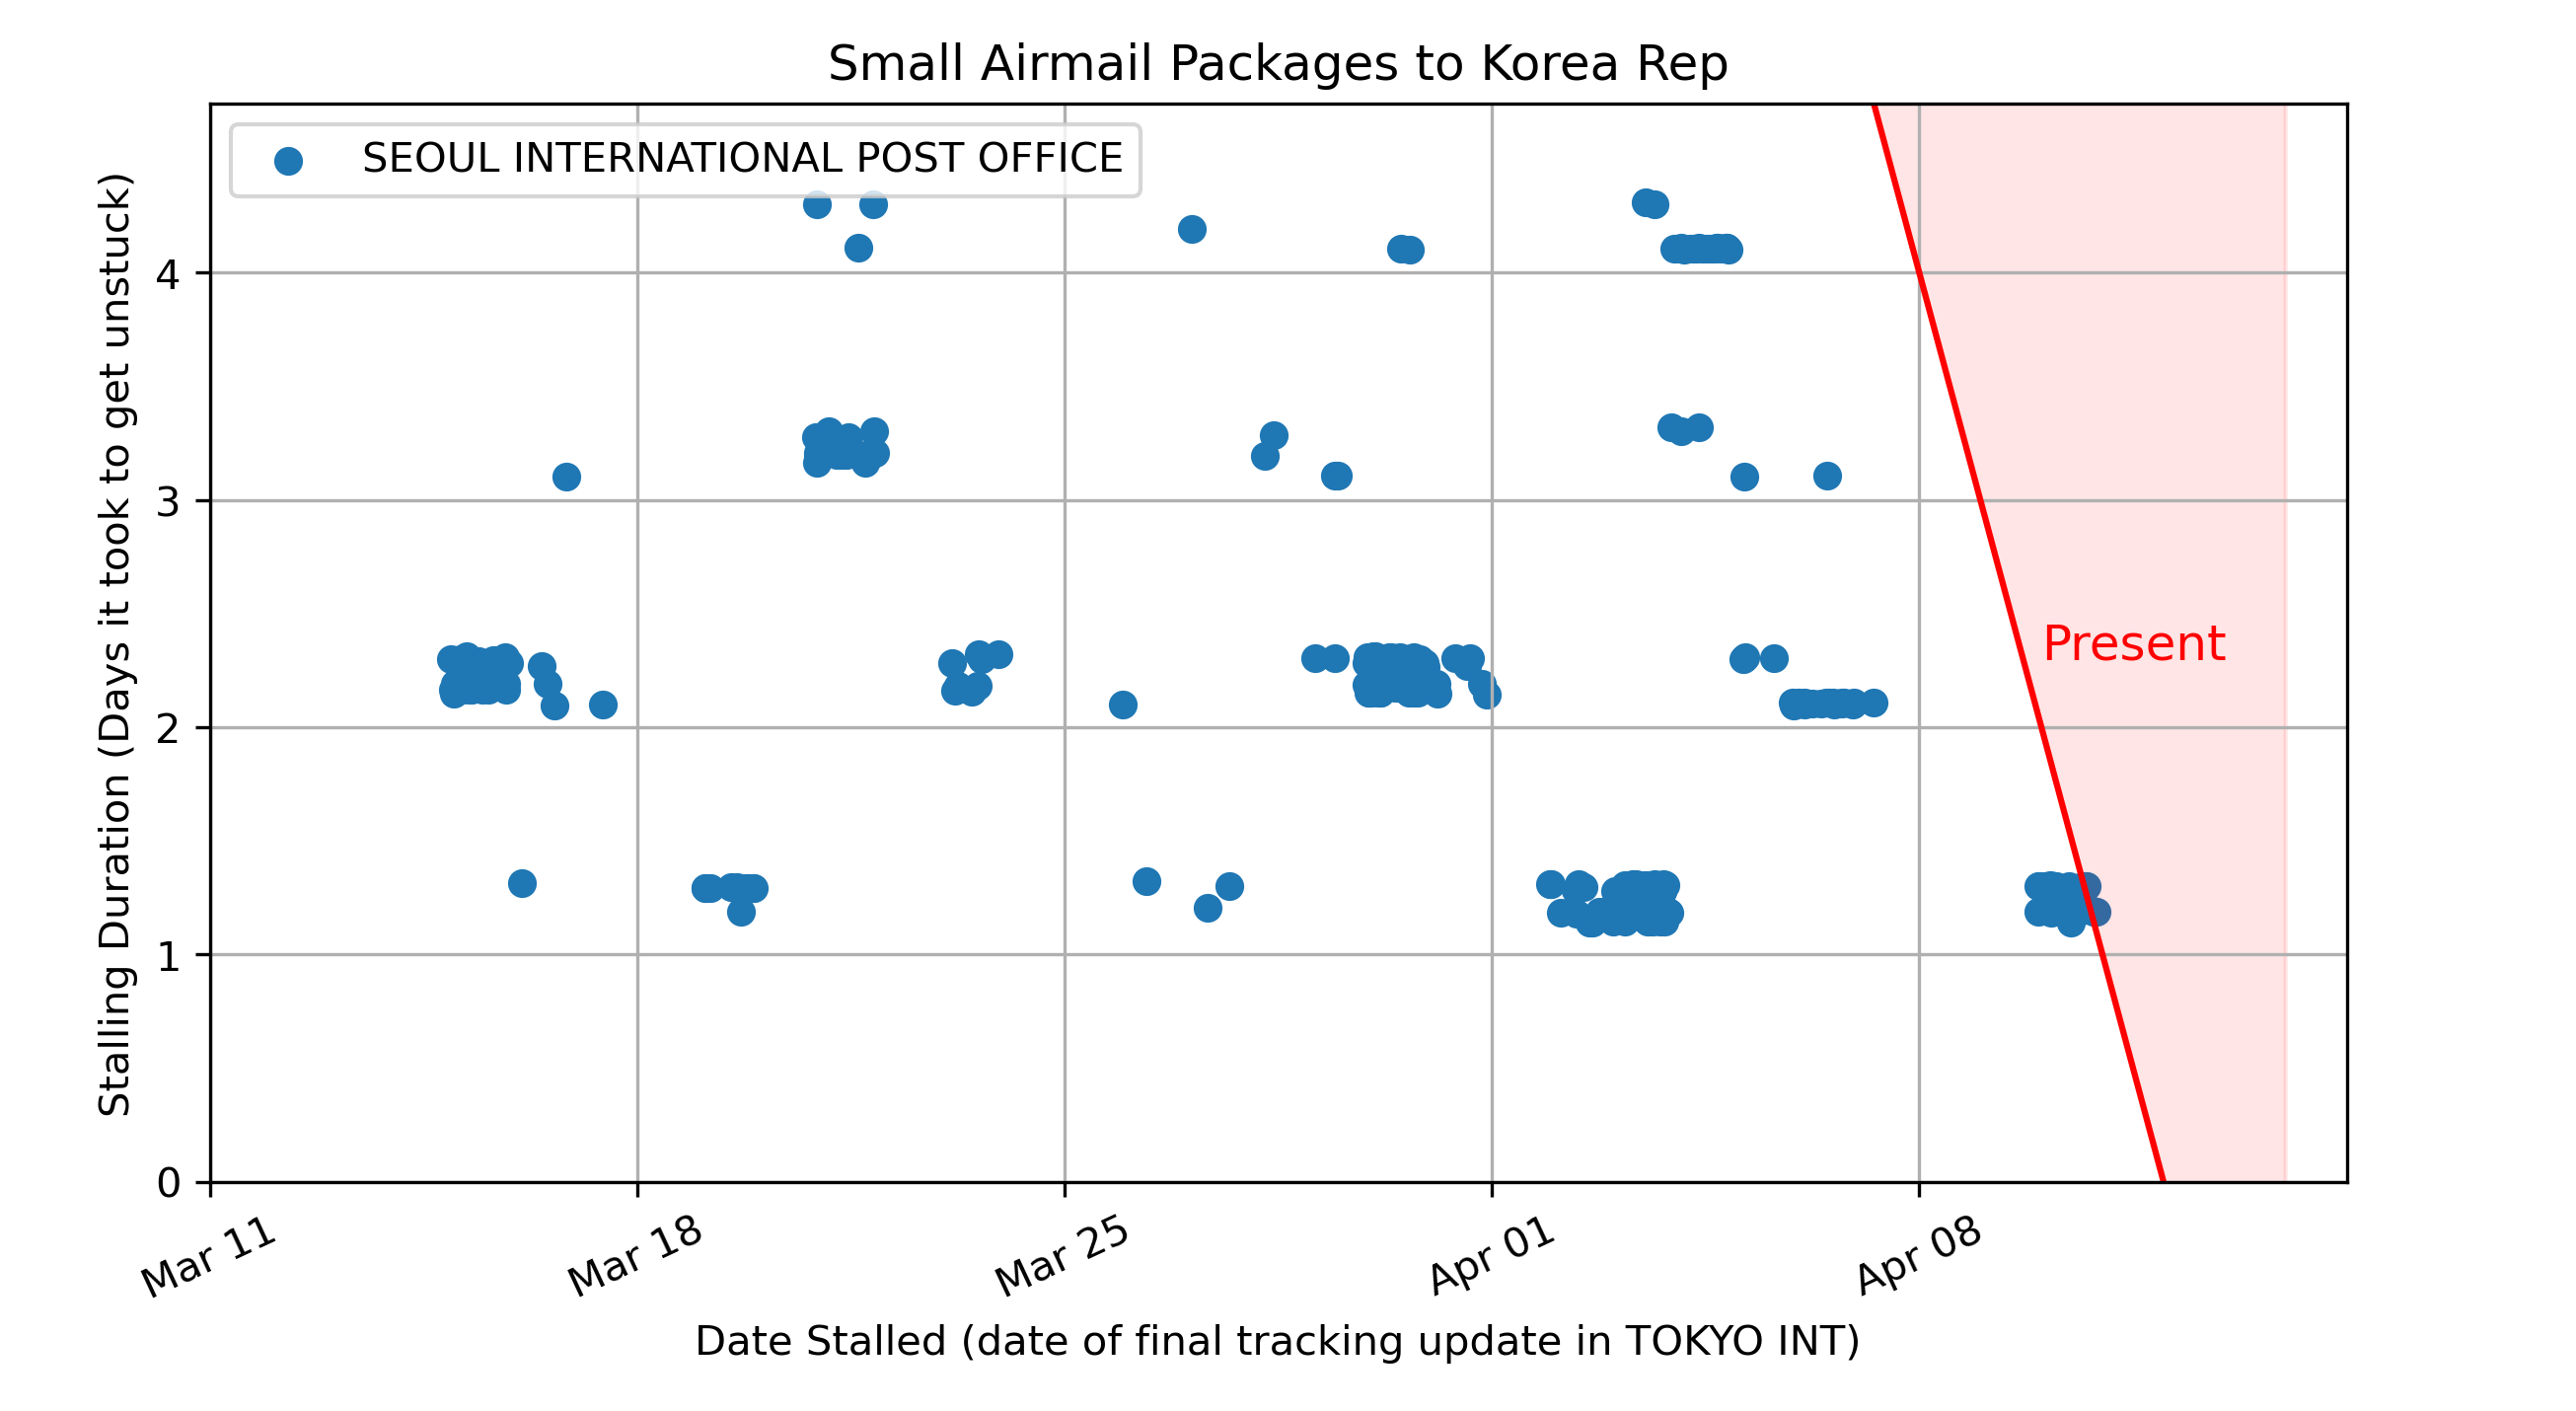 Small Airmail Packages to Korea Rep
SEOUL INTERNATIONAL POST OFFICE
Stalling Duration (Days it took to get unstuck)
4
3
2
1
0
Present
Mar 11
Mar 18
Mar 25
Apr 01
Apr 08
Date Stalled (date of final tracking update in TOKYO INT)